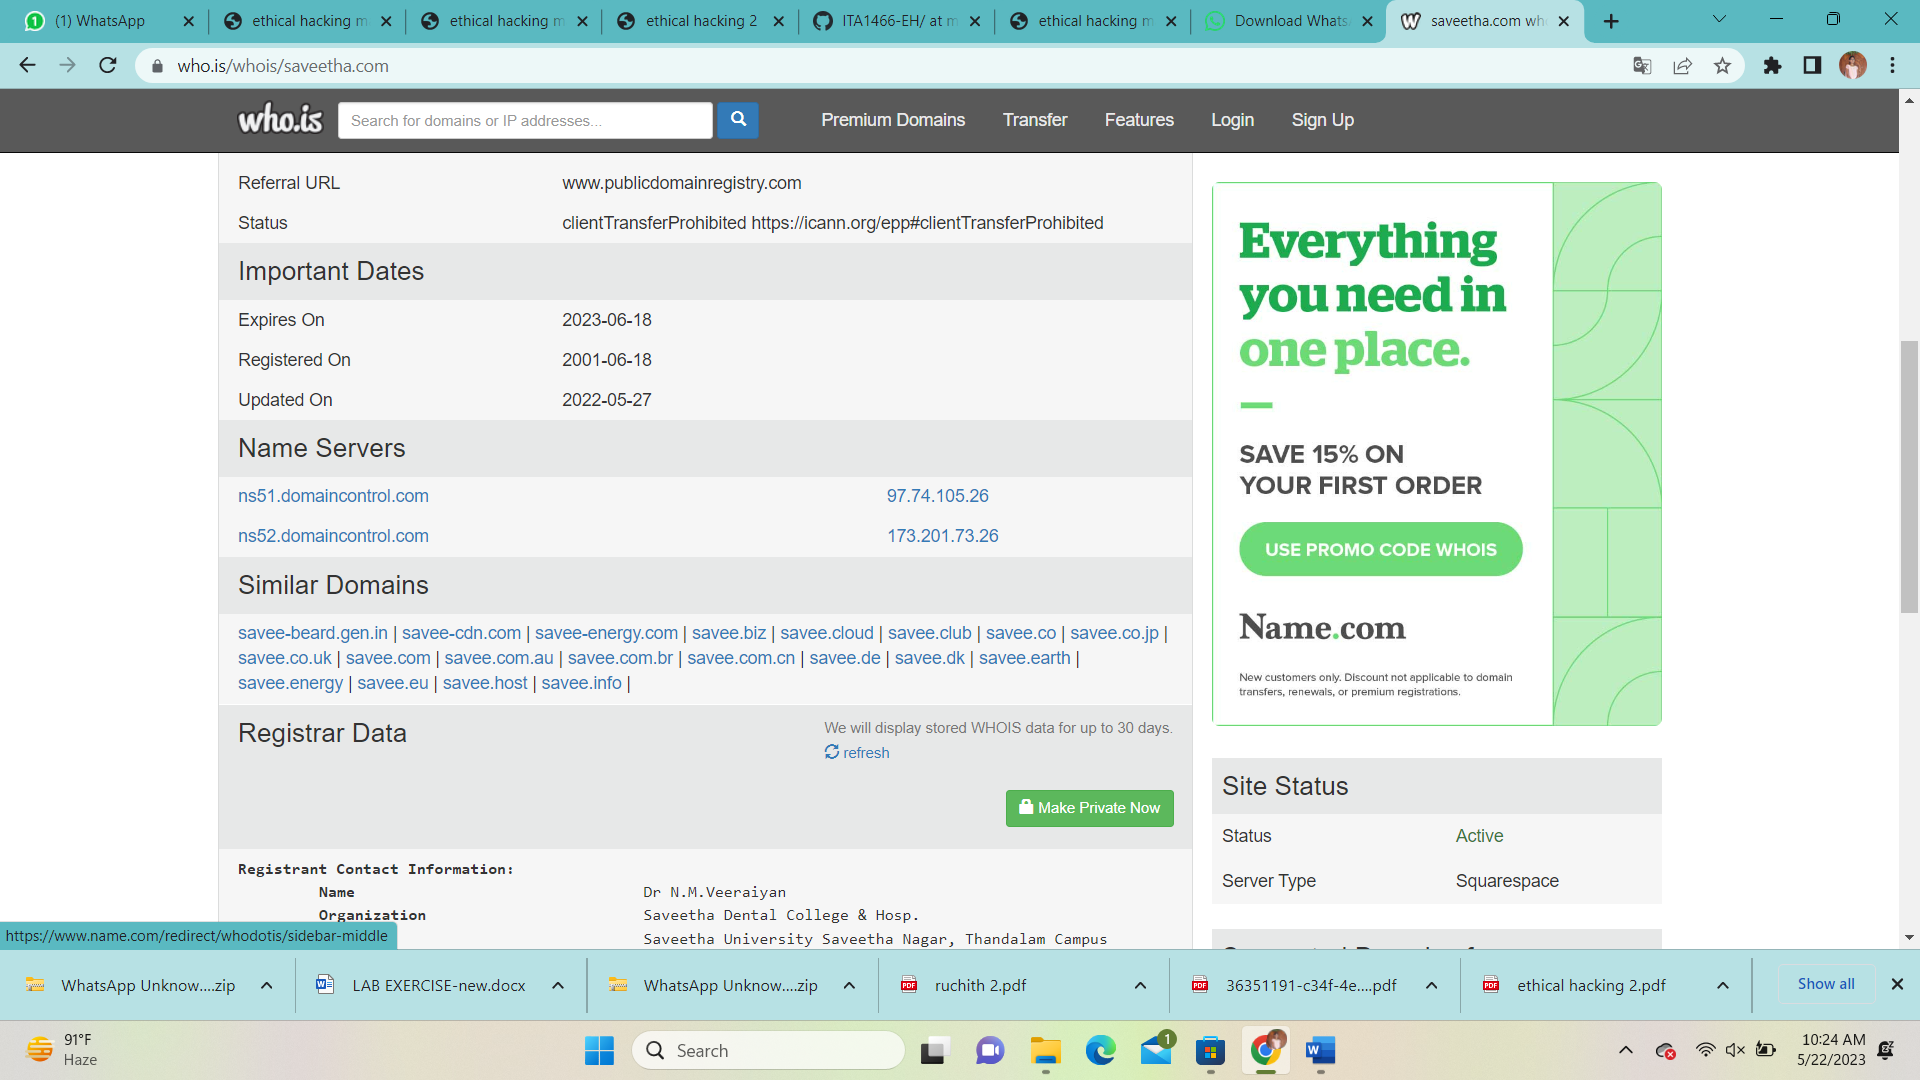 (1) WhatsApp
ethical hacking m
ethical hacking m
ethical hacking 2
ITA1466-EH/ at m
ethical hacking m
Download Whats
saveetha.com who
who.is/whois/saveetha.com
who.is
Search for domains or IP addresses...
Premium Domains
Transfer
Features
Login
Sign Up
Referral URL www.publicdomainregistry.com
Status clientTransferProhibited https://icann.org/epp#clientTransferProhibited
Important Dates
Expires On 2023-06-18
Registered On 2001-06-18
Updated On 2022-05-27
Name Servers
ns51.domaincontrol.com 97.74.105.26
ns52.domaincontrol.com 173.201.73.26
Similar Domains
savee-beard.gen.in | savee-cdn.com | savee-energy.com | savee.biz | savee.cloud | savee.club | savee.co | savee.co.jp |
savee.co.uk | savee.com | savee.com.au | savee.com.br | savee.com.cn | savee.de | savee.dk | savee.earth |
savee.energy | savee.eu | savee.host | savee.info |
Registrar Data
We will display stored WHOIS data for up to 30 days.
refresh
Make Private Now
Registrant Contact Information:
Name Dr N.M.Veeraiyan
Organization Saveetha Dental College & Hosp.
Saveetha University Saveetha Nagar, Thandalam Campus
Everything
you need in
one place.
SAVE 15% ON
YOUR FIRST ORDER
USE PROMO CODE WHOIS
Name.com
New customers only. Discount not applicable to domain
transfers, renewals, or premium registrations.
Site Status
Status Active
Server Type Squarespace
https://www.name.com/redirect/whodotis/sidebar-middle
WhatsApp Unknow....zip
LAB EXERCISE-new.docx
WhatsApp Unknow....zip
ruchith 2.pdf
36351191-c34f-4e....pdf
ethical hacking 2.pdf
Show all
91°F
Haze
Search
1
10:24 AM
5/22/2023